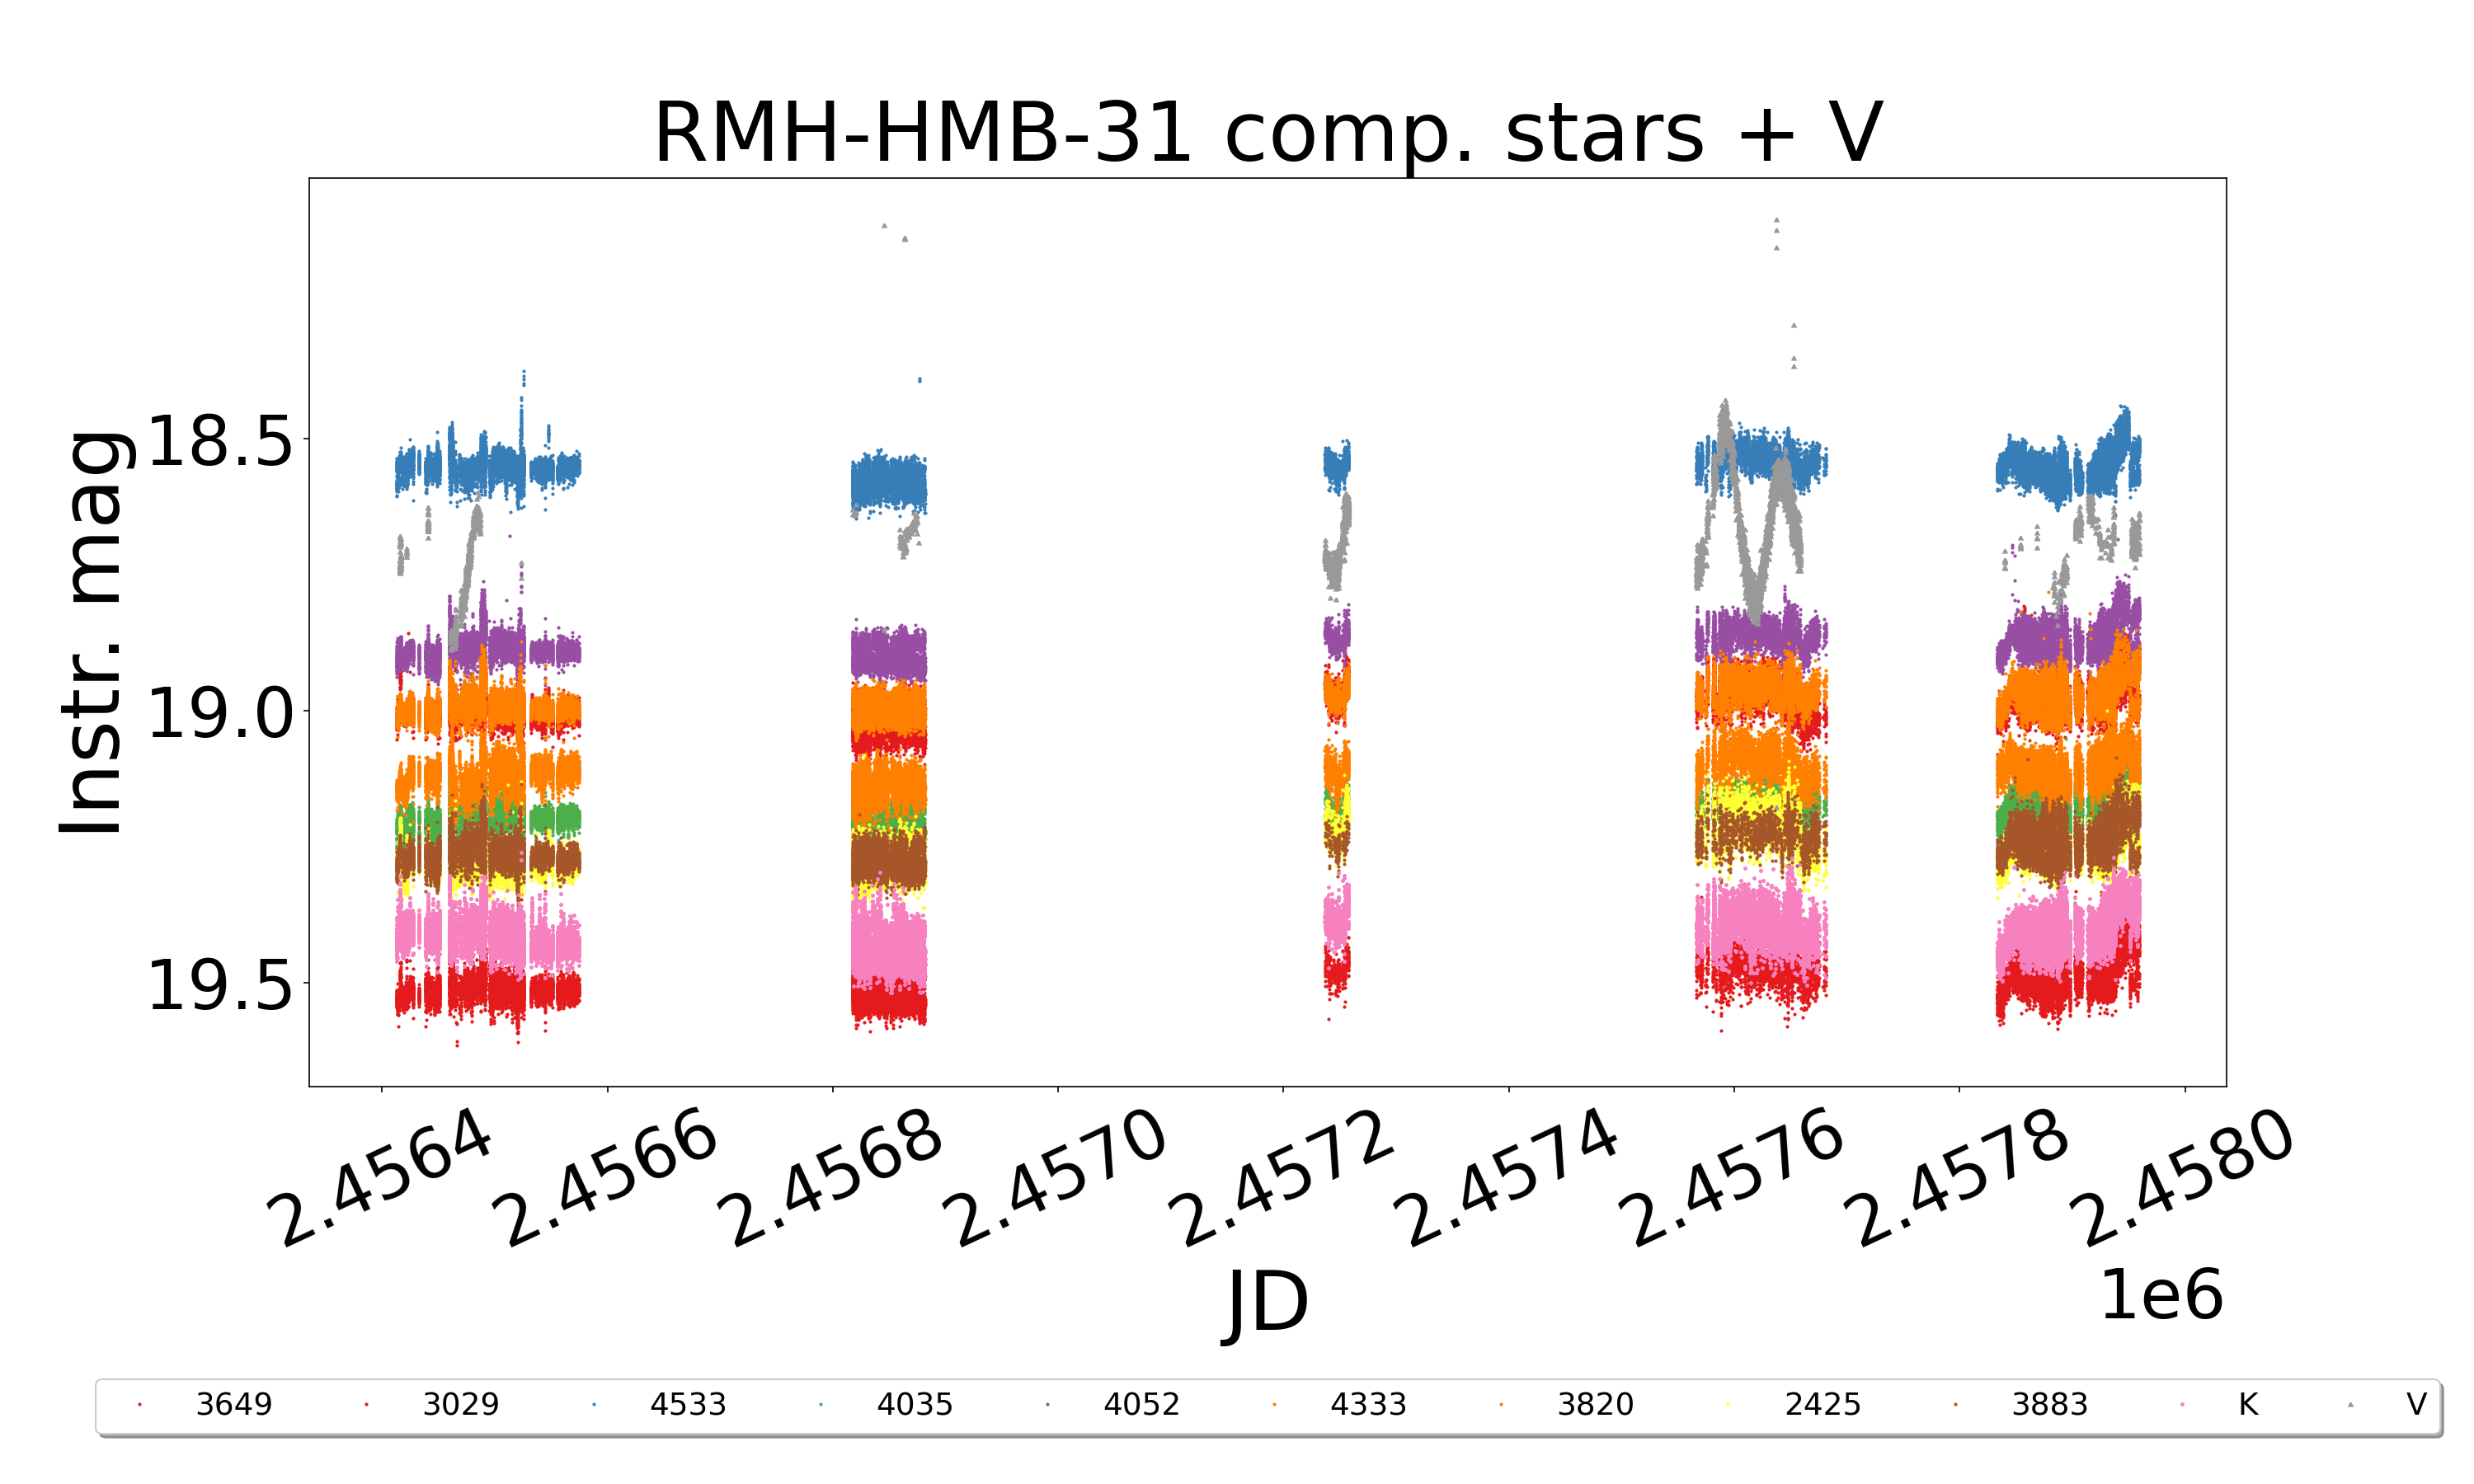 RMH-HMB-31 comp. stars + V
Instr. mag
18.5
19.0
19.5
2.4564 2.4566 2.4568 2.4570 2.4572 2.4574 2.4576 2.4578 2.4580
JD
1e6
3649 3029 4533 4035 4052 4333 3820 2425 3883 K V